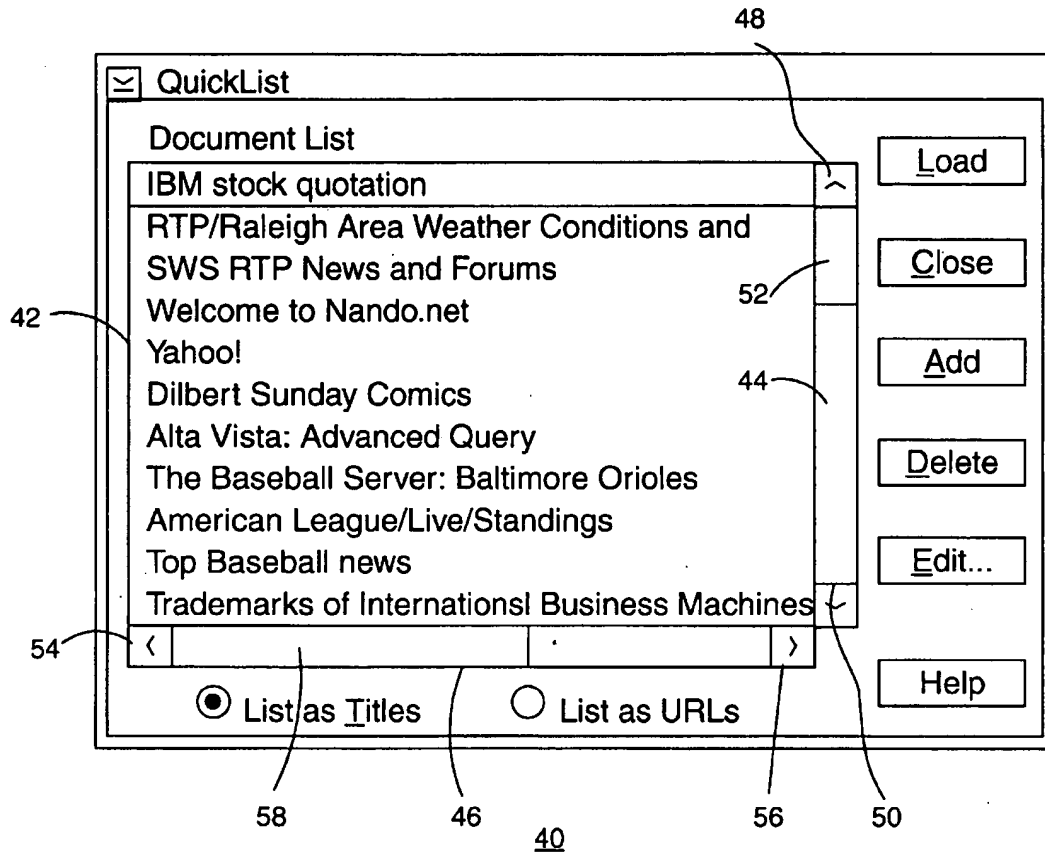 48
QuickList
Document List
IBM stock quotation
RTP/Raleigh Area Weather Conditions and
SWS RTP News and Forums
Welcome to Nando.net
Yahoo!
Dilbert Sunday Comics
Alta Vista: Advanced Query
The Baseball Server: Baltimore Orioles
American League/Live/Standings
Top Baseball news
Trademarks of Internationsl Business Machines
List as Titles
List as URLs
Load
Close
Add
Delete
Edit...
Help
42
52
44
54
58
46
56
50
40